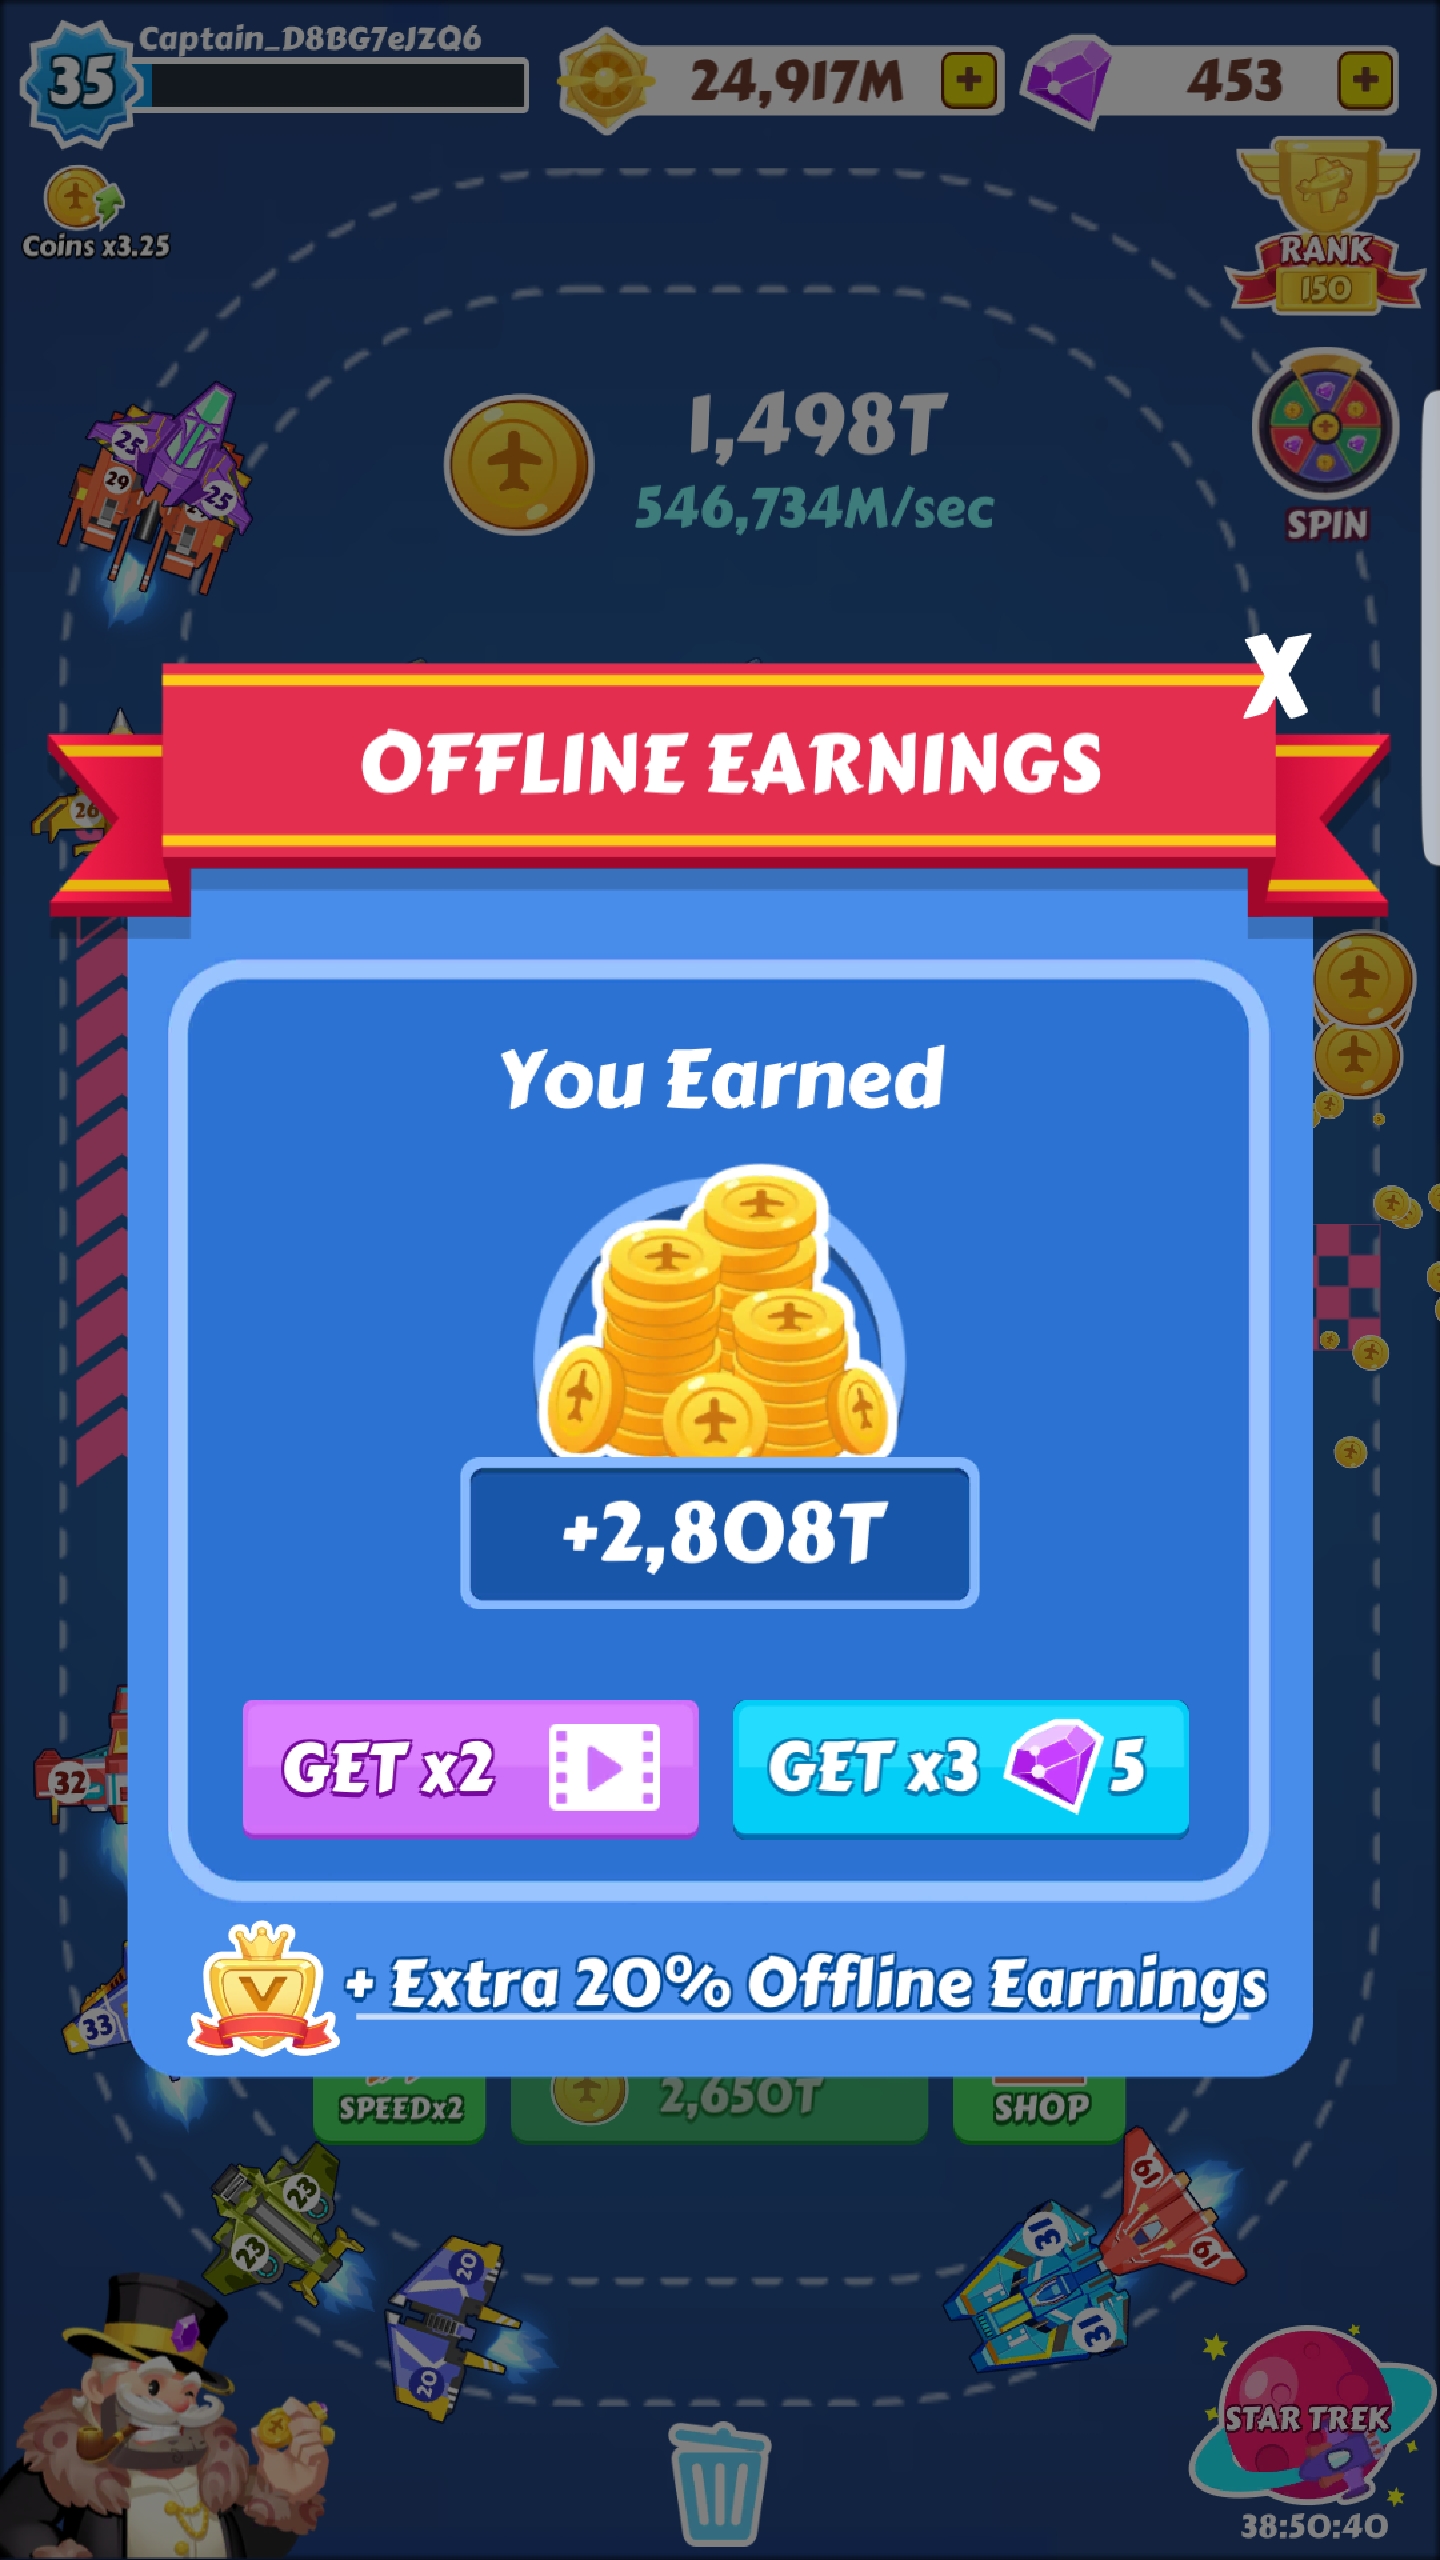 Captain_D8BG7eJZQ6
35
24,917M
453
Coins x3.25
RANK
150
1,498T
546,734M/sec
SPIN
25
29
25
X
OFFLINE EARNINGS
26
You Earned
+2,808T
GET x2
GET x3 5
32
V + Extra 20% Offline Earnings
33
SPEEDx2
2,650T
SHOP
23
23
20
20
31
31
19
19
STAR TREK
38:50:40